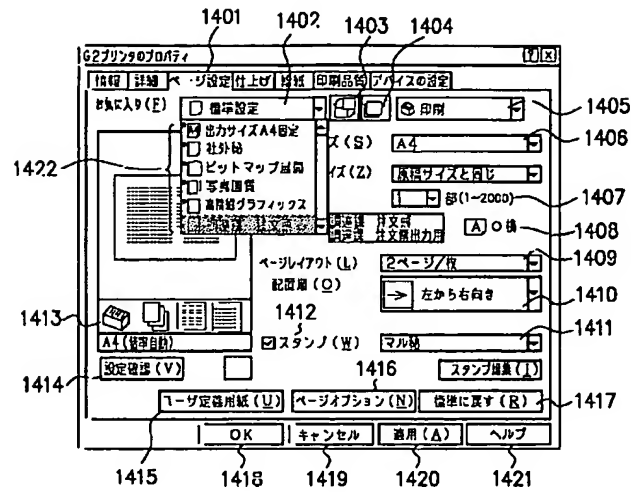 1401 1402 1403 1404
G2プリンタのプロパティ
情報 詳細 ページ設定 仕上げ 給紙 印刷品質 デバイスの設定
お気に入り(F) 標準設定 印刷 1405
出力サイズA4固定 ズ(S) A4 1406
1422 社外秘
ビットマップ イズ(Z) 原稿サイズと同じ
写真画質 1 部(1~2000) 1407
高精細グラフィックス
注文 A 横 1408
ページレイアウト(L) 2ページ/枚 1409
配置順(O) 左から右向き 1410
1413 1412
A4(倍率自動) スタンプ(W) マル秘 1411
1414 設定確認(V) 1416 スタンプ編集(I)
ユーザ定義用紙(U) ページオプション(N) 標準に戻す(R) 1417
OK キャンセル 適用(A) ヘルプ
1415 1418 1419 1420 1421